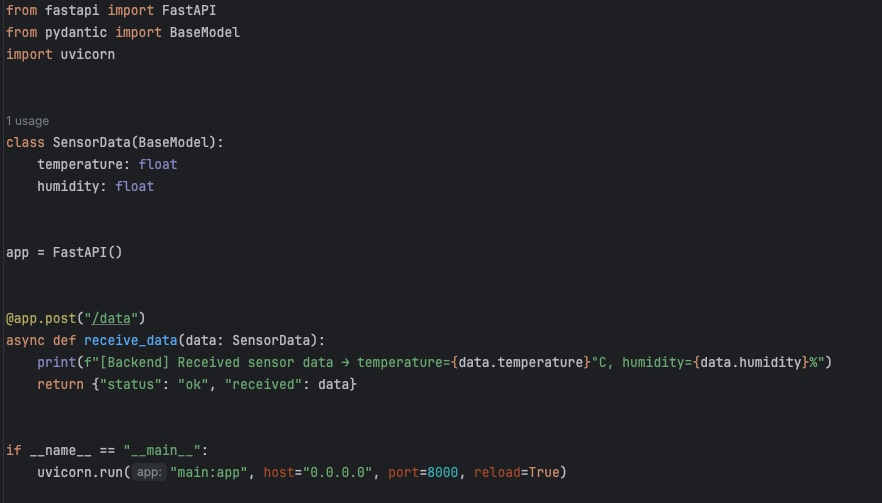 from fastapi import FastAPI
from pydantic import BaseModel
import uvicorn
1 usage
class SensorData(BaseModel):
    temperature: float
    humidity: float
app = FastAPI()
@app.post("/data")
async def receive_data(data: SensorData):
    print(f"[Backend] Received sensor data → temperature={data.temperature}°C, humidity={data.humidity}%")
    return {"status": "ok", "received": data}
if __name__ == "__main__":
    uvicorn.run( app: "main:app", host="0.0.0.0", port=8000, reload=True)